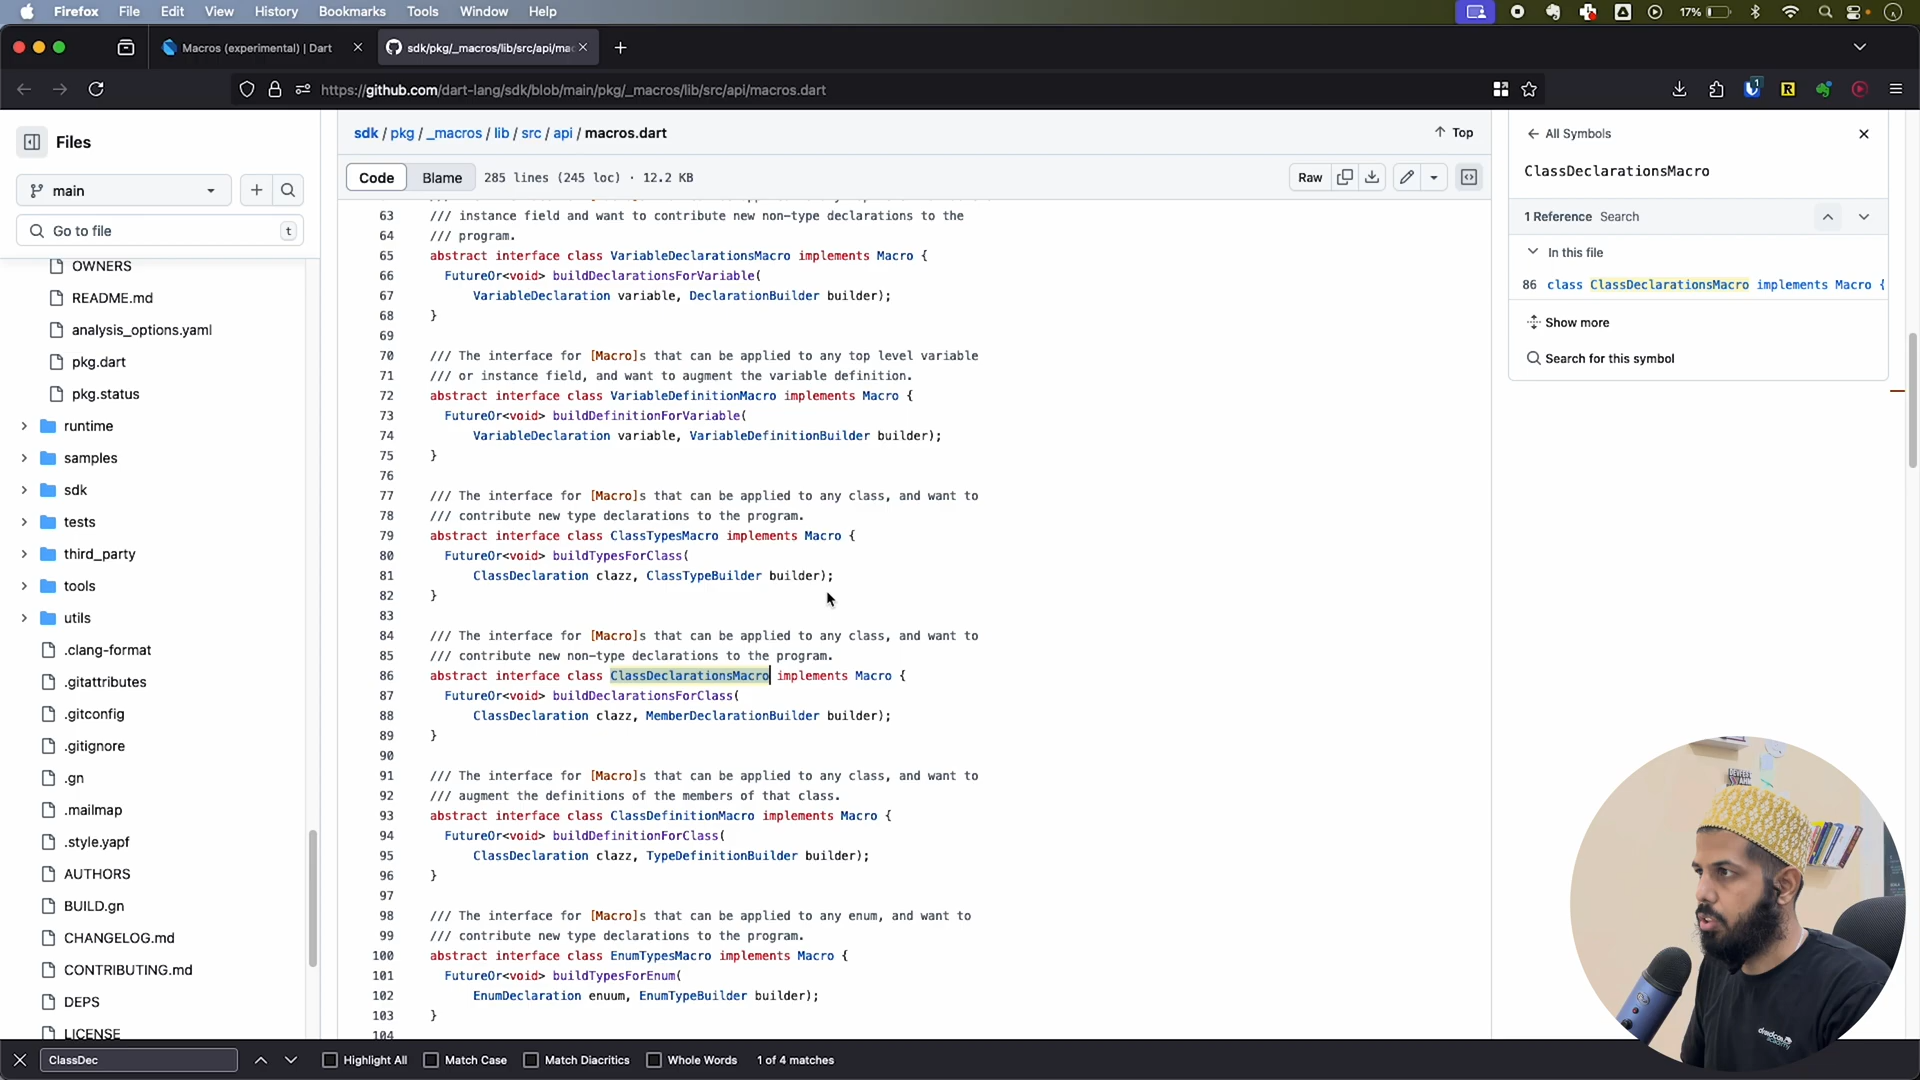 Firefox File Edit View History Bookmarks Tools Window Help 17%
Macros (experimental) | Dart
sdk/pkg/_macros/lib/src/api/mac
https://github.com/dart-lang/sdk/blob/main/pkg/_macros/lib/src/api/macros.dart
Files
main
Go to file t
OWNERS
README.md
analysis_options.yaml
pkg.dart
pkg.status
runtime
samples
sdk
tests
third_party
tools
utils
.clang-format
.gitattributes
.gitconfig
.gitignore
.gn
.mailmap
.style.yapf
AUTHORS
BUILD.gn
CHANGELOG.md
CONTRIBUTING.md
DEPS
LICENSE
sdk / pkg / _macros / lib / src / api / macros.dart
Top
Code Blame 285 lines (245 loc) · 12.2 KB
Raw
63 /// instance field and want to contribute new non-type declarations to the
64 /// program.
65 abstract interface class VariableDeclarationsMacro implements Macro {
66 FutureOr<void> buildDeclarationsForVariable(
67 VariableDeclaration variable, DeclarationBuilder builder);
68 }
69
70 /// The interface for [Macro]s that can be applied to any top level variable
71 /// or instance field, and want to augment the variable definition.
72 abstract interface class VariableDefinitionMacro implements Macro {
73 FutureOr<void> buildDefinitionForVariable(
74 VariableDeclaration variable, VariableDefinitionBuilder builder);
75 }
76
77 /// The interface for [Macro]s that can be applied to any class, and want to
78 /// contribute new type declarations to the program.
79 abstract interface class ClassTypesMacro implements Macro {
80 FutureOr<void> buildTypesForClass(
81 ClassDeclaration clazz, ClassTypeBuilder builder);
82 }
83
84 /// The interface for [Macro]s that can be applied to any class, and want to
85 /// contribute new non-type declarations to the program.
86 abstract interface class ClassDeclarationsMacro implements Macro {
87 FutureOr<void> buildDeclarationsForClass(
88 ClassDeclaration clazz, MemberDeclarationBuilder builder);
89 }
90
91 /// The interface for [Macro]s that can be applied to any class, and want to
92 /// augment the definitions of the members of that class.
93 abstract interface class ClassDefinitionMacro implements Macro {
94 FutureOr<void> buildDefinitionForClass(
95 ClassDeclaration clazz, TypeDefinitionBuilder builder);
96 }
97
98 /// The interface for [Macro]s that can be applied to any enum, and want to
99 /// contribute new type declarations to the program.
100 abstract interface class EnumTypesMacro implements Macro {
101 FutureOr<void> buildTypesForEnum(
102 EnumDeclaration enuum, EnumTypeBuilder builder);
103 }
104
All Symbols
ClassDeclarationsMacro
1 Reference Search
In this file
86 class ClassDeclarationsMacro implements Macro {
Show more
Search for this symbol
ClassDec Highlight All Match Case Match Diacritics Whole Words 1 of 4 matches